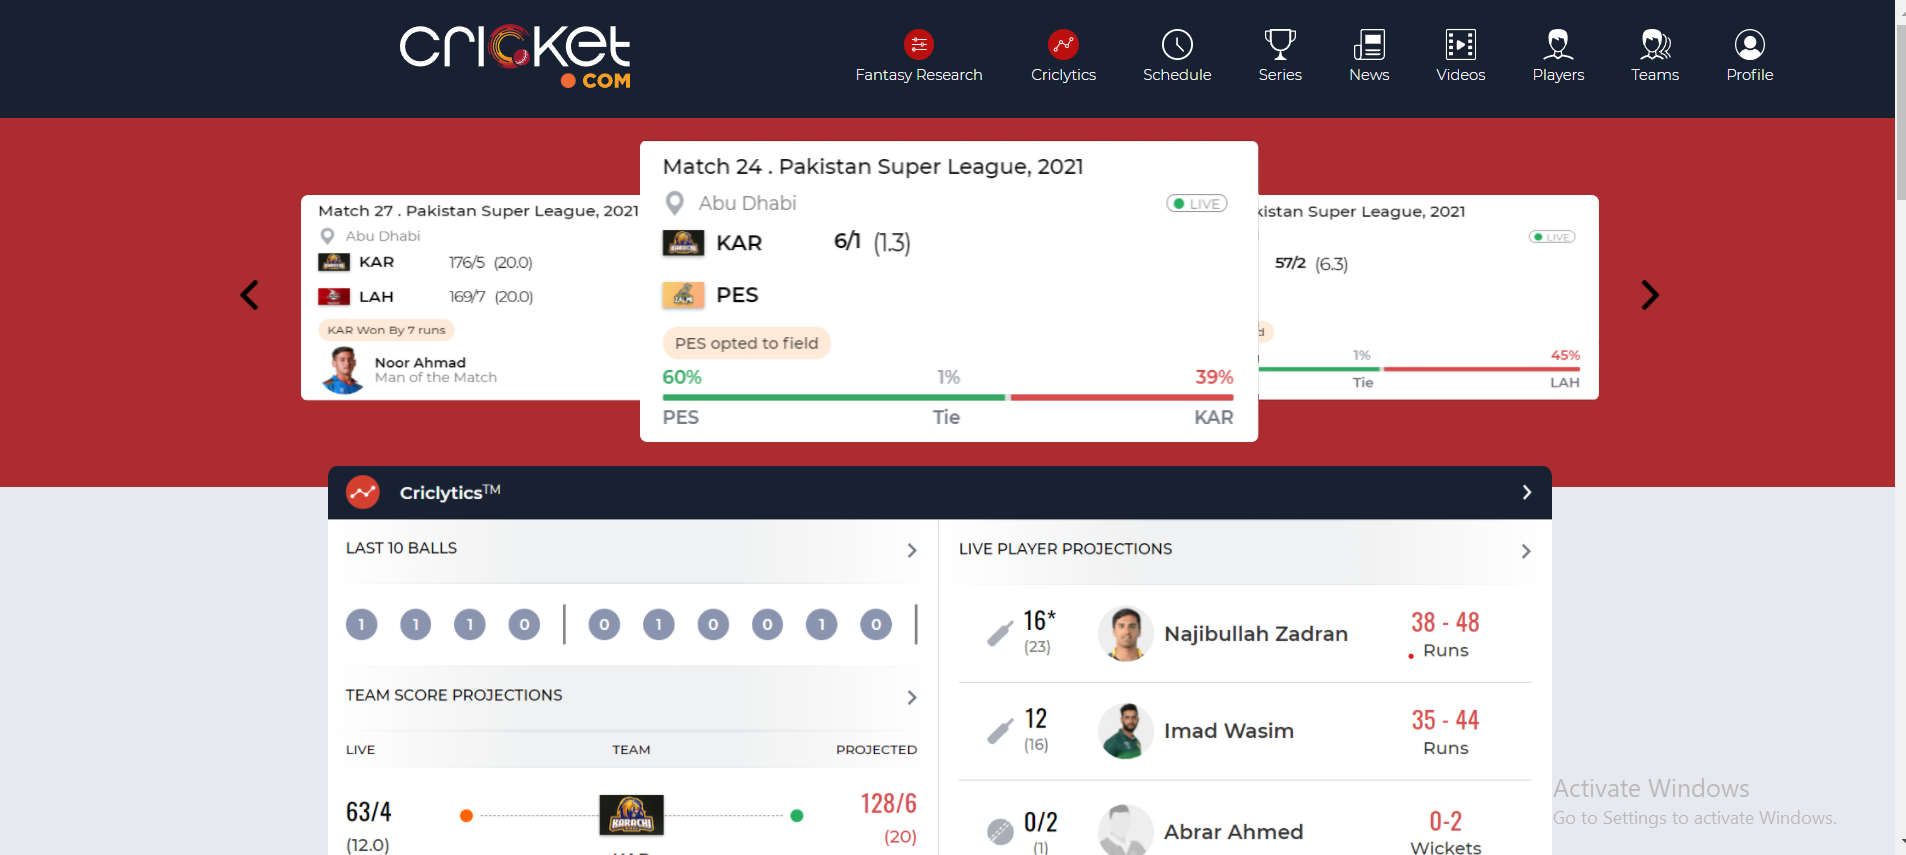 cricket
.COM
Fantasy Research
Criclytics
Schedule
Series
News
Videos
Players
Teams
Profile
Match 27 . Pakistan Super League, 2021
Abu Dhabi
KAR 176/5 (20.0)
LAH 169/7 (20.0)
KAR Won By 7 runs
Noor Ahmad
Man of the Match
Match 24 . Pakistan Super League, 2021
Abu Dhabi
LIVE
KAR 6/1 (1.3)
PES
PES opted to field
60% 1% 39%
PES Tie KAR
Super League, 2021
LIVE
57/2 (6.3)
1% 45%
Tie LAH
Criclytics™
LAST 10 BALLS
1 1 1 0 | 0 1 0 0 1 0 |
TEAM SCORE PROJECTIONS
LIVE TEAM PROJECTED
63/4 KARACHI 128/6
(12.0) (20)
LIVE PLAYER PROJECTIONS
16* Najibullah Zadran 38 - 48
(23) Runs
12 Imad Wasim 35 - 44
(16) Runs
0/2 Abrar Ahmed 0-2
(1) Wickets
Activate Windows
Go to Settings to activate Windows.